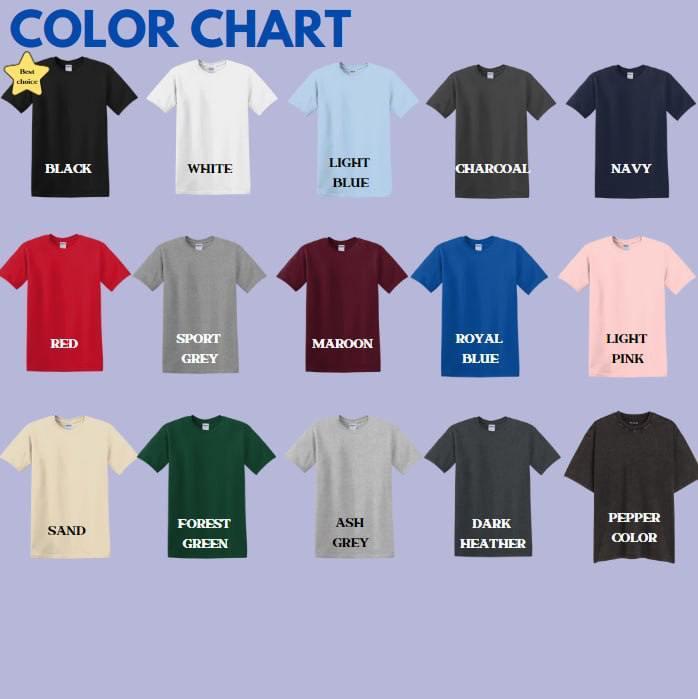 COLOR CHART
Best
choice
BLACK
WHITE
LIGHT
BLUE
CHARCOAL
NAVY
RED
SPORT
GREY
MAROON
ROYAL
BLUE
LIGHT
PINK
SAND
FOREST
GREEN
ASH
GREY
DARK
HEATHER
PEPPER
COLOR